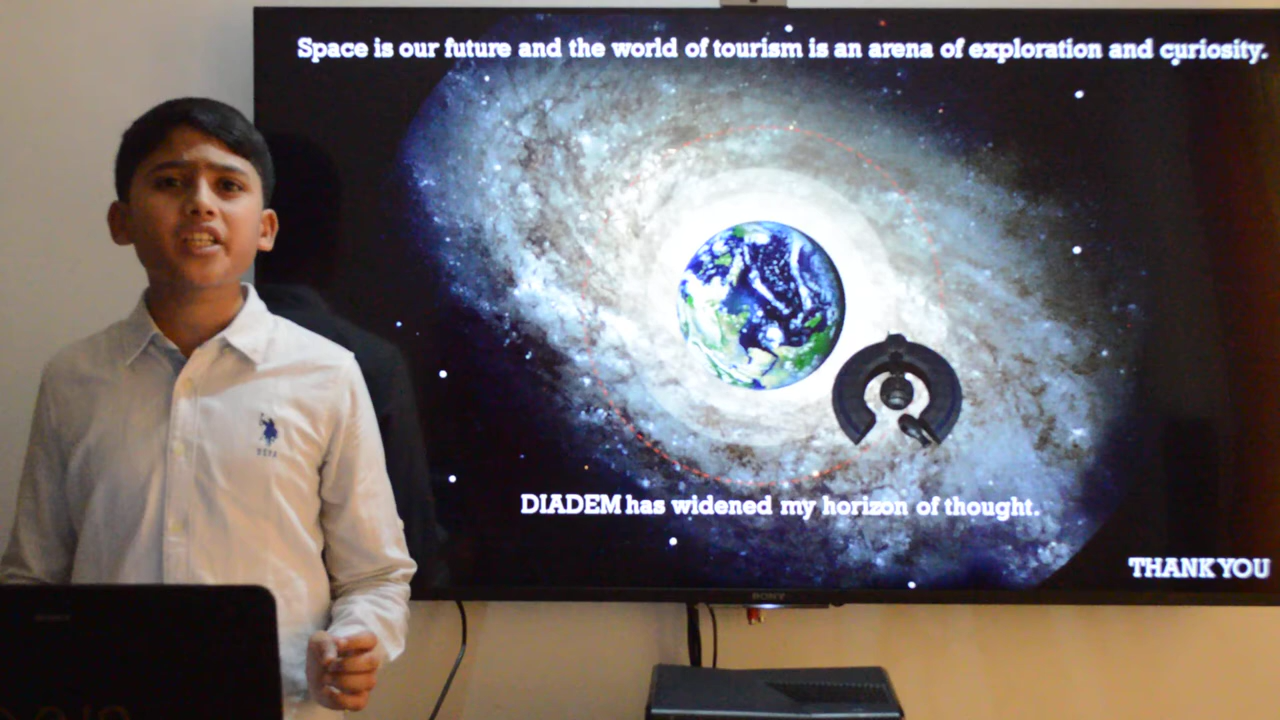 Space is our future and the world of tourism is an arena of exploration and curiosity.
DIADEM has widened my horizon of thought.
THANK YOU
SONY